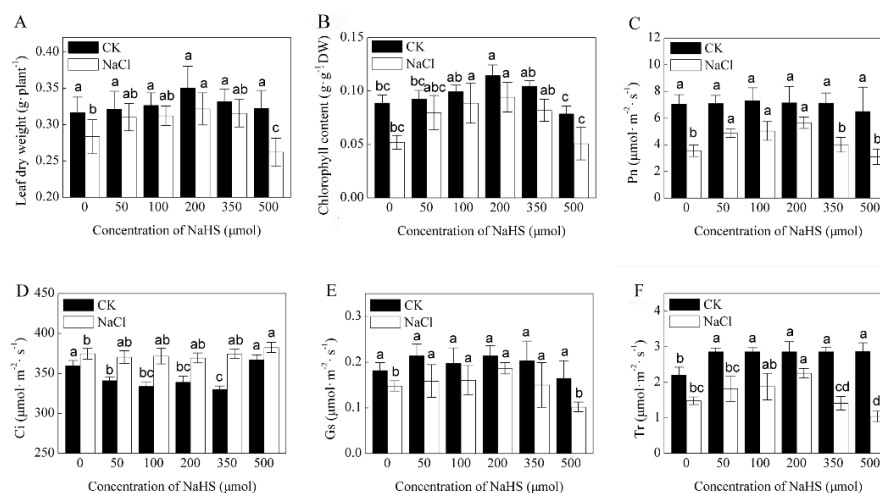 A
CK
NaCl
Leaf dry weight (g·plant⁻¹)
0.40
0.35
0.30
0.25
0.20
a b a ab a ab a a a ab a c
0 50 100 200 350 500
Concentration of NaHS (μmol)
B
CK
NaCl
Chlorophyll content (g·g⁻¹DW)
0.15
0.10
0.05
0.00
bc bc bc abc ab ab a a ab ab c c
0 50 100 200 350 500
Concentration of NaHS (μmol)
C
CK
NaCl
Pn (μmol·m⁻²·s⁻¹)
12
10
8
6
4
2
0
a b a a a a a a a b a b
0 50 100 200 350 500
Concentration of NaHS (μmol)
D
CK
NaCl
Ci (μmol·m⁻²·s⁻¹)
450
400
350
300
250
a b b ab bc ab bc ab c ab a a
0 50 100 200 350 500
Concentration of NaHS (μmol)
E
CK
NaCl
Gs (μmol·m⁻²·s⁻¹)
0.3
0.2
0.1
0.0
a b a a a a a a a a a b
0 50 100 200 350 500
Concentration of NaHS (μmol)
F
CK
NaCl
Tr (μmol·m⁻²·s⁻¹)
4
3
2
1
0
b bc a bc a ab a a a cd a d
0 50 100 200 350 500
Concentration of NaHS (μmol)